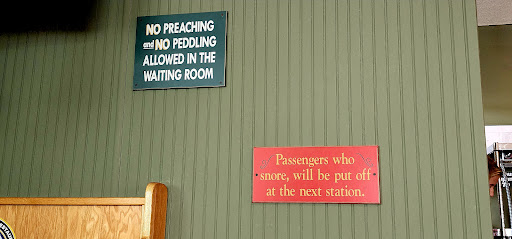 NO PREACHING
and NO PEDDLING
ALLOWED IN THE
WAITING ROOM
Passengers who
snore, will be put off
at the next station.